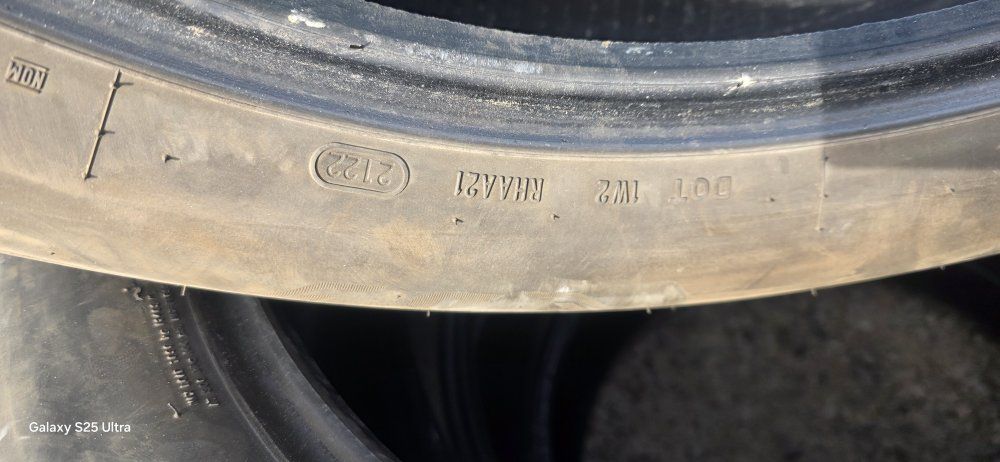 DOT 1W2 RHAA21 2122
Galaxy S25 Ultra